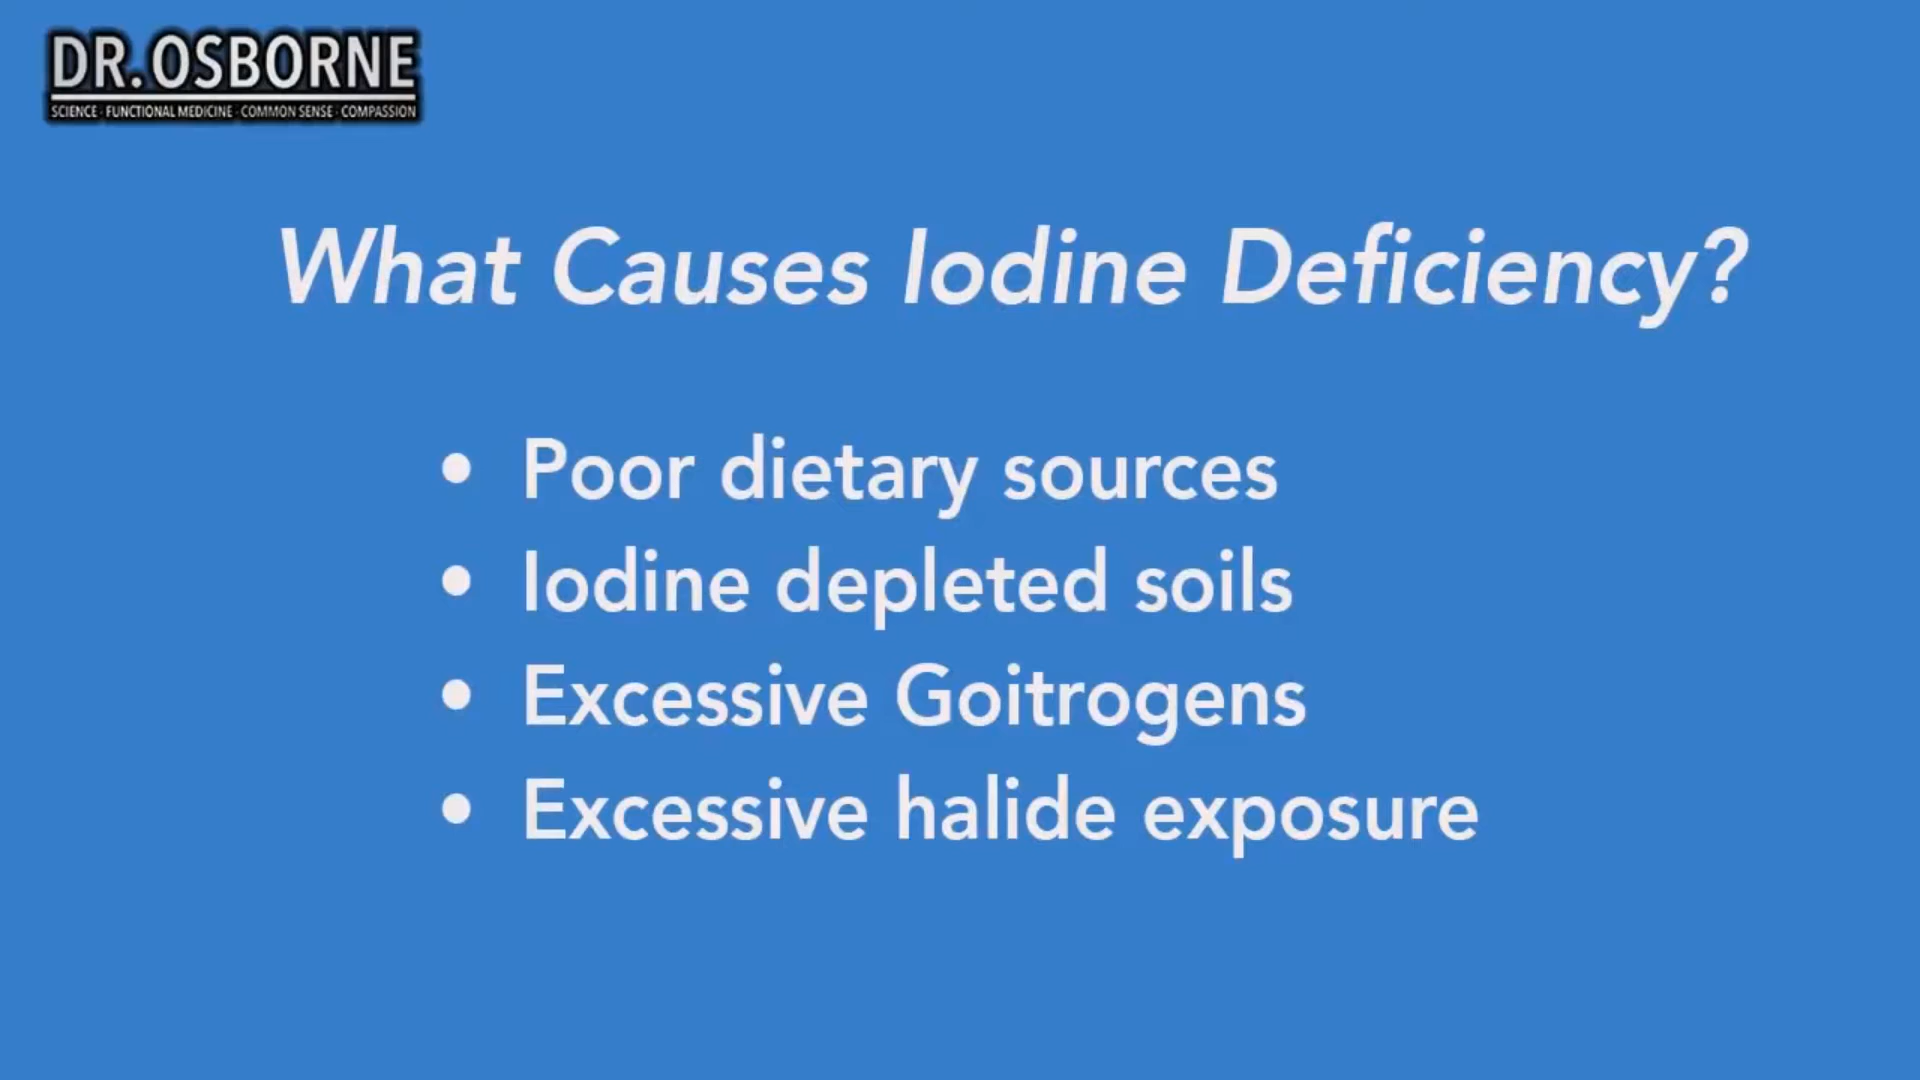 DR. OSBORNE
SCIENCE · FUNCTIONAL MEDICINE · COMMON SENSE · COMPASSION
What Causes Iodine Deficiency?
• Poor dietary sources
• Iodine depleted soils
• Excessive Goitrogens
• Excessive halide exposure